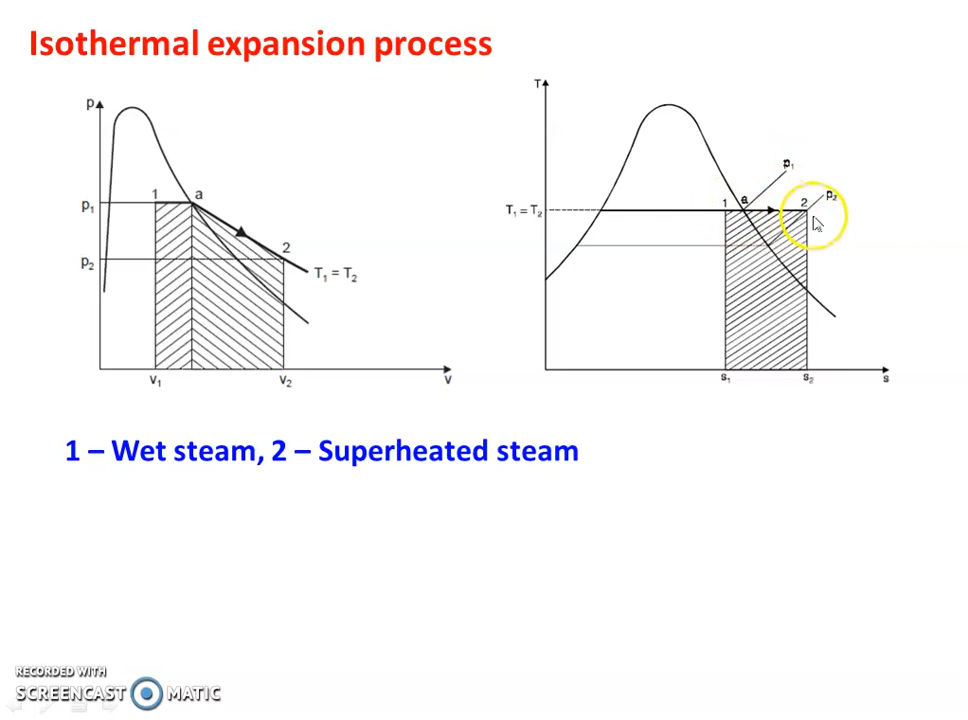 Isothermal expansion process
p
1
a
p₁
2
p₂
T₁ = T₂
v₁
v₂
v
T
p₁
p₂
1
a
2
T₁ = T₂
s₁
s₂
s
1 – Wet steam, 2 – Superheated steam
RECORDED WITH
SCREENCAST MATIC